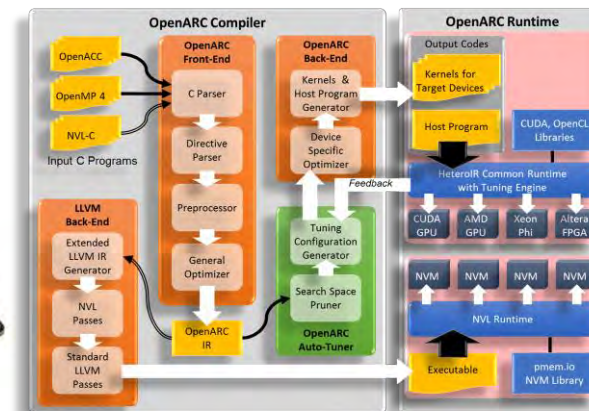 OpenARC Compiler
OpenACC
OpenMP 4
NVL-C
Input C Programs
OpenARC
Front-End
C Parser
Directive
Parser
Preprocessor
General
Optimizer
OpenARC
IR
OpenARC
Back-End
Kernels &
Host Program
Generator
Device
Specific
Optimizer
Feedback
Tuning
Configuration
Generator
Search Space
Pruner
OpenARC
Auto-Tuner
LLVM
Back-End
Extended
LLVM IR
Generator
NVL
Passes
Standard
LLVM
Passes
OpenARC Runtime
Output Codes
Kernels for
Target Devices
Host Program
CUDA, OpenCL
Libraries
HeteroIR Common Runtime
with Tuning Engine
CUDA
GPU
AMD
GPU
Xeon
Phi
Altera
FPGA
NVM
NVM
NVM
NVM
NVL Runtime
Executable
pmem.io
NVM Library